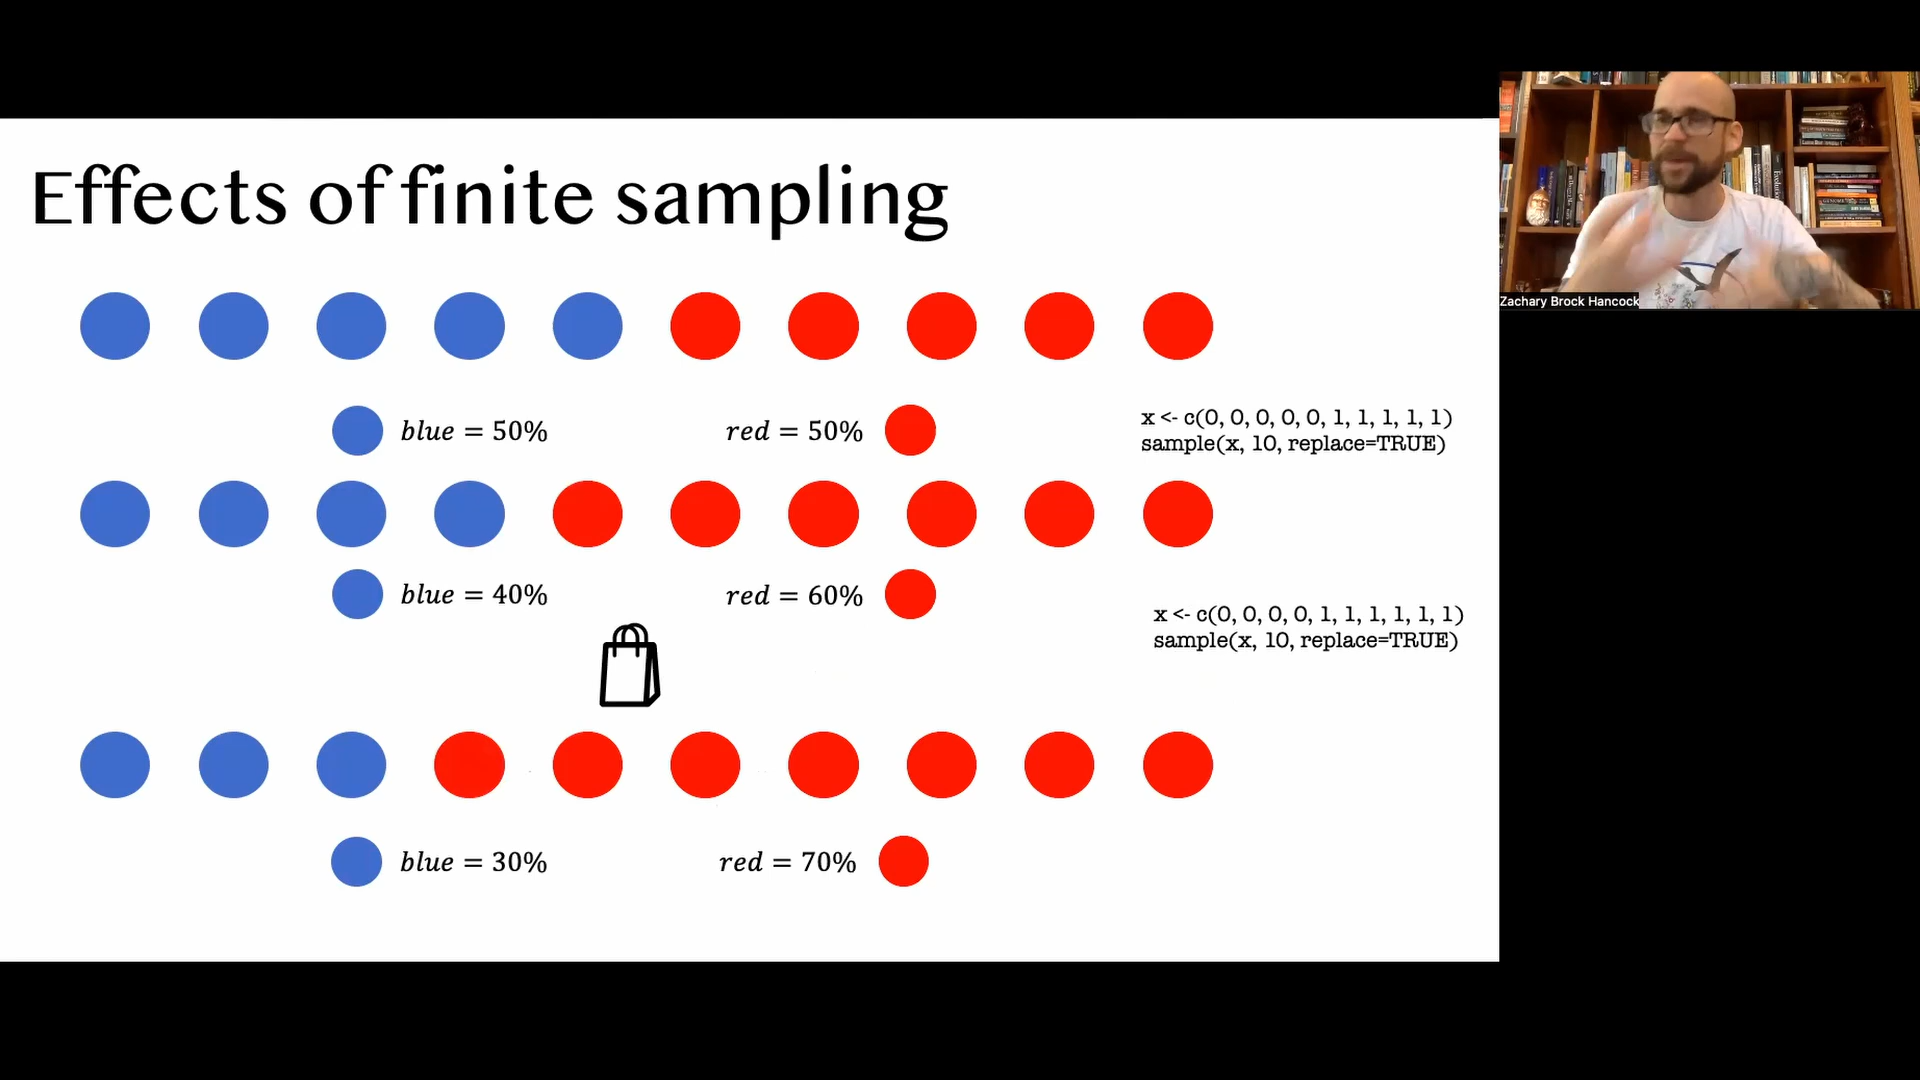 Effects of finite sampling
Zachary Brock Hancock
blue = 50%
red = 50%
x <- c(0, 0, 0, 0, 0, 1, 1, 1, 1, 1)
sample(x, 10, replace=TRUE)
blue = 40%
red = 60%
x <- c(0, 0, 0, 0, 1, 1, 1, 1, 1, 1)
sample(x, 10, replace=TRUE)
blue = 30%
red = 70%